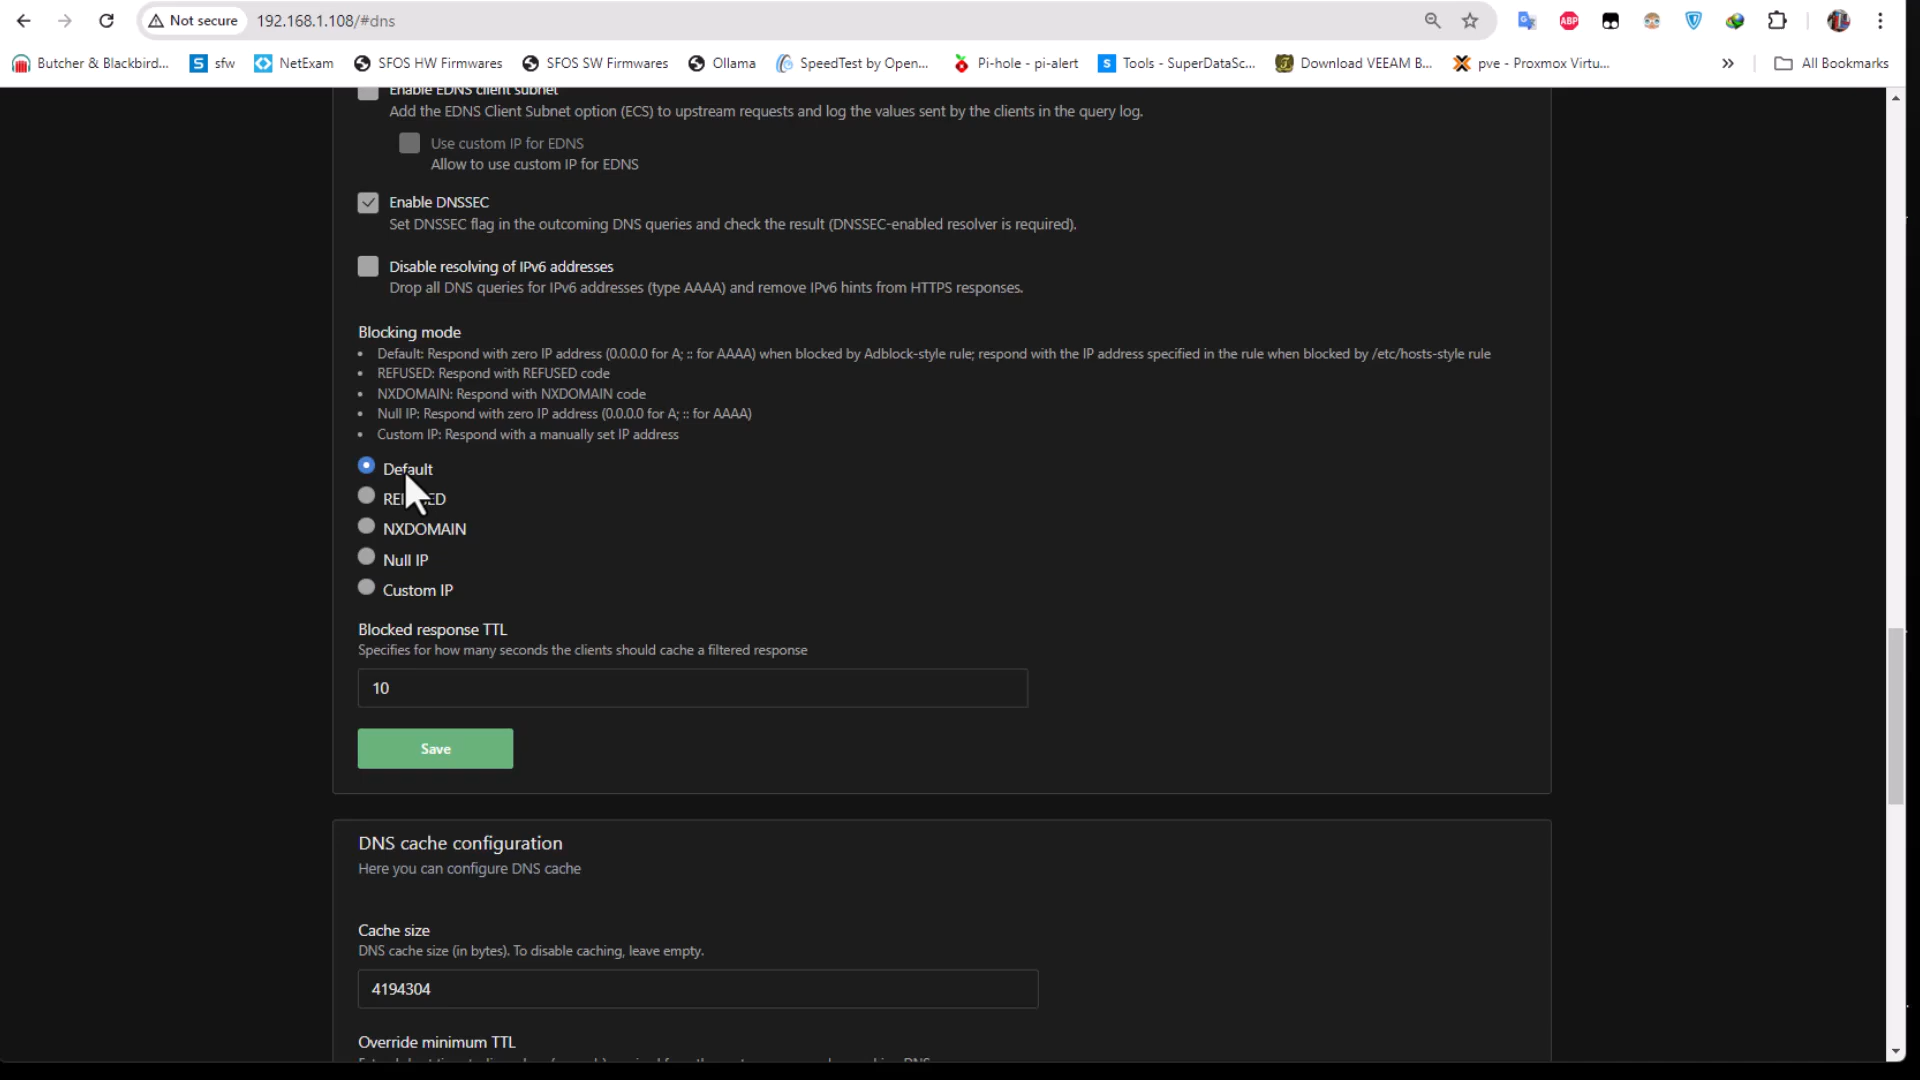 Not secure 192.168.1.108/#dns
Butcher & Blackbird... sfw NetExam SFOS HW Firmwares SFOS SW Firmwares Ollama SpeedTest by Open... Pi-hole - pi-alert Tools - SuperDataSc... Download VEEAM B... pve - Proxmox Virtu... » All Bookmarks
Enable EDNS client subnet
Add the EDNS Client Subnet option (ECS) to upstream requests and log the values sent by the clients in the query log.
Use custom IP for EDNS
Allow to use custom IP for EDNS
Enable DNSSEC
Set DNSSEC flag in the outcoming DNS queries and check the result (DNSSEC-enabled resolver is required).
Disable resolving of IPv6 addresses
Drop all DNS queries for IPv6 addresses (type AAAA) and remove IPv6 hints from HTTPS responses.
Blocking mode
• Default: Respond with zero IP address (0.0.0.0 for A; :: for AAAA) when blocked by Adblock-style rule; respond with the IP address specified in the rule when blocked by /etc/hosts-style rule
• REFUSED: Respond with REFUSED code
• NXDOMAIN: Respond with NXDOMAIN code
• Null IP: Respond with zero IP address (0.0.0.0 for A; :: for AAAA)
• Custom IP: Respond with a manually set IP address
Default
REFUSED
NXDOMAIN
Null IP
Custom IP
Blocked response TTL
Specifies for how many seconds the clients should cache a filtered response
10
Save
DNS cache configuration
Here you can configure DNS cache
Cache size
DNS cache size (in bytes). To disable caching, leave empty.
4194304
Override minimum TTL